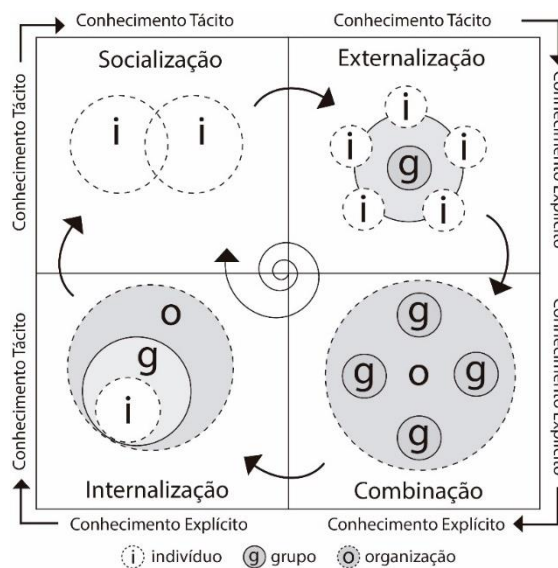 Conhecimento Tácito
Conhecimento Tácito
Conhecimento Tácito
Socialização
Externalização
Conhecimento Explícito
i
i
i
i
i
i
i
g
o
g
i
g
g
o
g
g
Conhecimento Tácito
Internalização
Combinação
Conhecimento Explícito
Conhecimento Explícito
Conhecimento Explícito
i indivíduo
g grupo
o organização